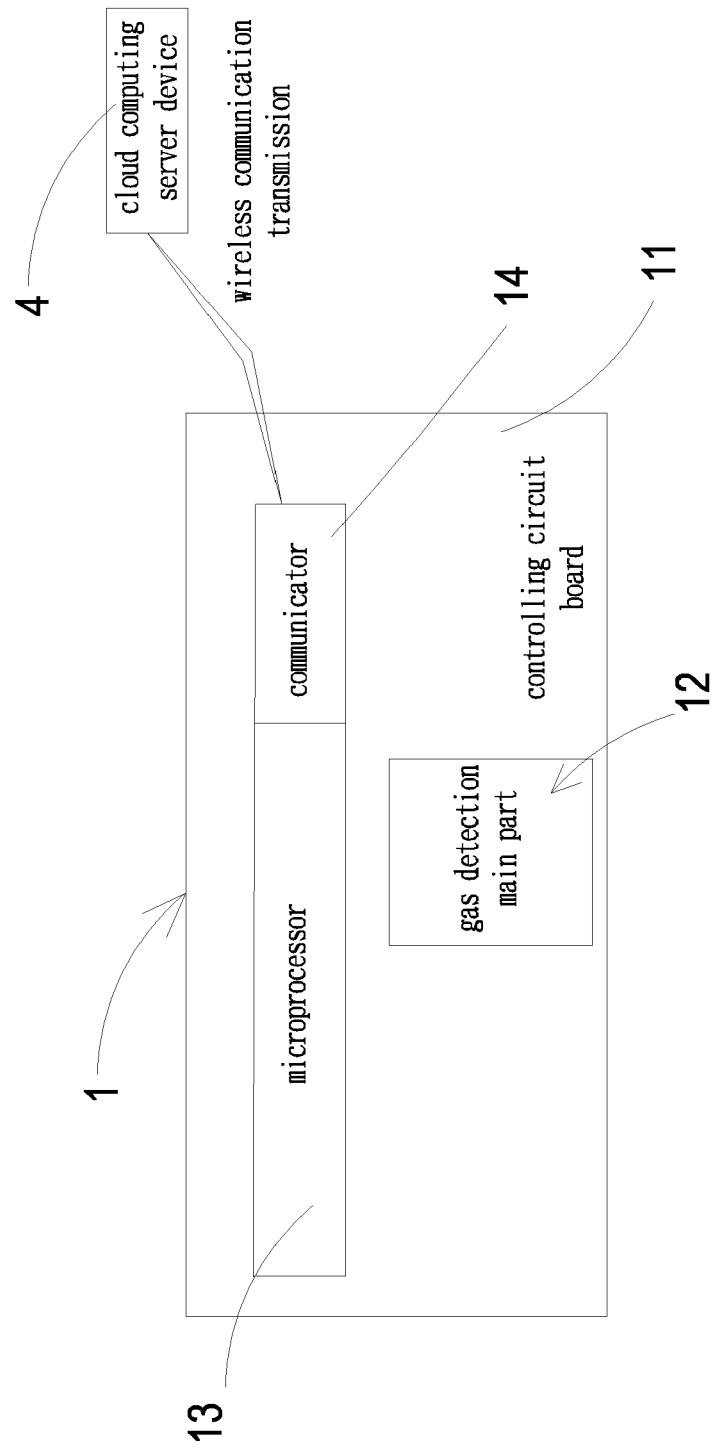 4
cloud computing
server device
wireless communication
transmission
1
13
microprocessor
communicator
14
gas detection
main part
12
controlling circuit
board
11